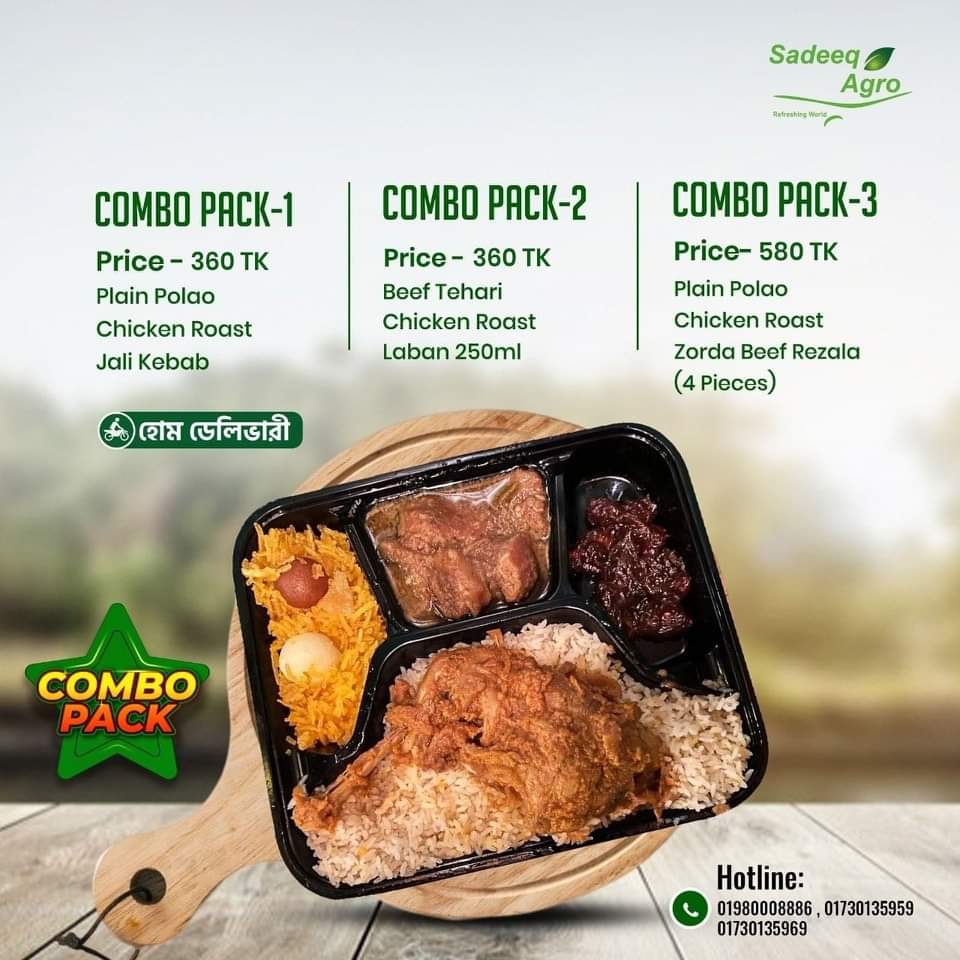 Sadeeq
Agro
Refreshing World
COMBO PACK-1
Price - 360 TK
Plain Polao
Chicken Roast
Jali Kebab
COMBO PACK-2
Price - 360 TK
Beef Tehari
Chicken Roast
Laban 250ml
COMBO PACK-3
Price- 580 TK
Plain Polao
Chicken Roast
Zorda Beef Rezala
(4 Pieces)
হোম ডেলিভারী
COMBO
PACK
Hotline:
01980008886 , 01730135959
01730135969